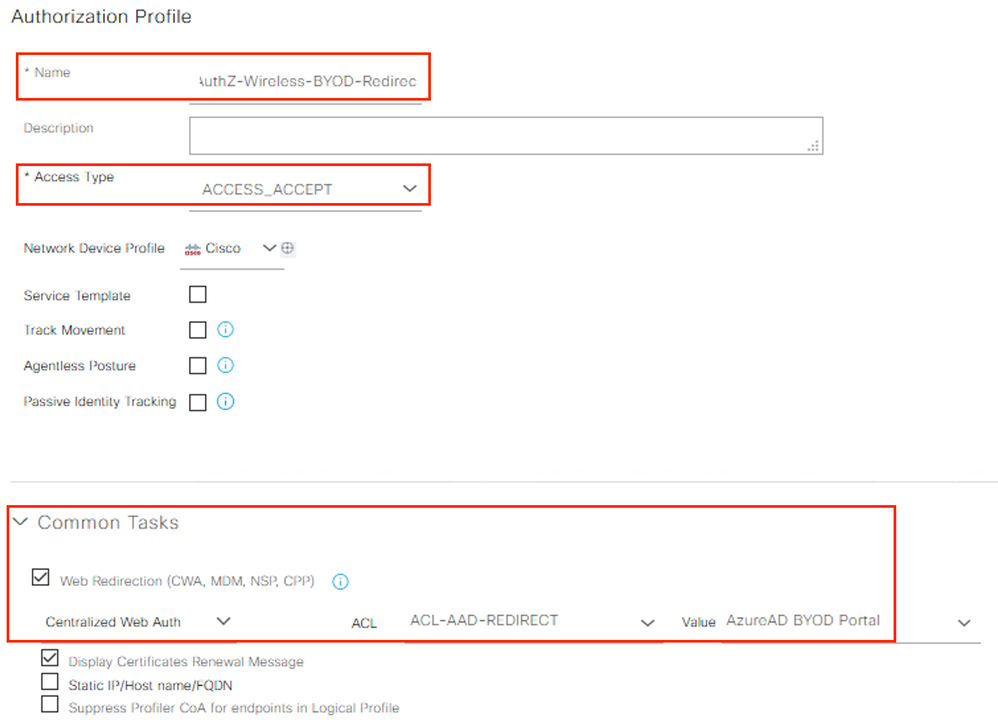 Authorization Profile
* Name
AuthZ-Wireless-BYOD-Redirec
Description
* Access Type
ACCESS_ACCEPT
Network Device Profile
CISCO Cisco
Service Template
Track Movement
Agentless Posture
Passive Identity Tracking
Common Tasks
Web Redirection (CWA, MDM, NSP, CPP)
Centralized Web Auth ACL ACL-AAD-REDIRECT Value AzureAD BYOD Portal
Display Certificates Renewal Message
Static IP/Host name/FQDN
Suppress Profiler CoA for endpoints in Logical Profile